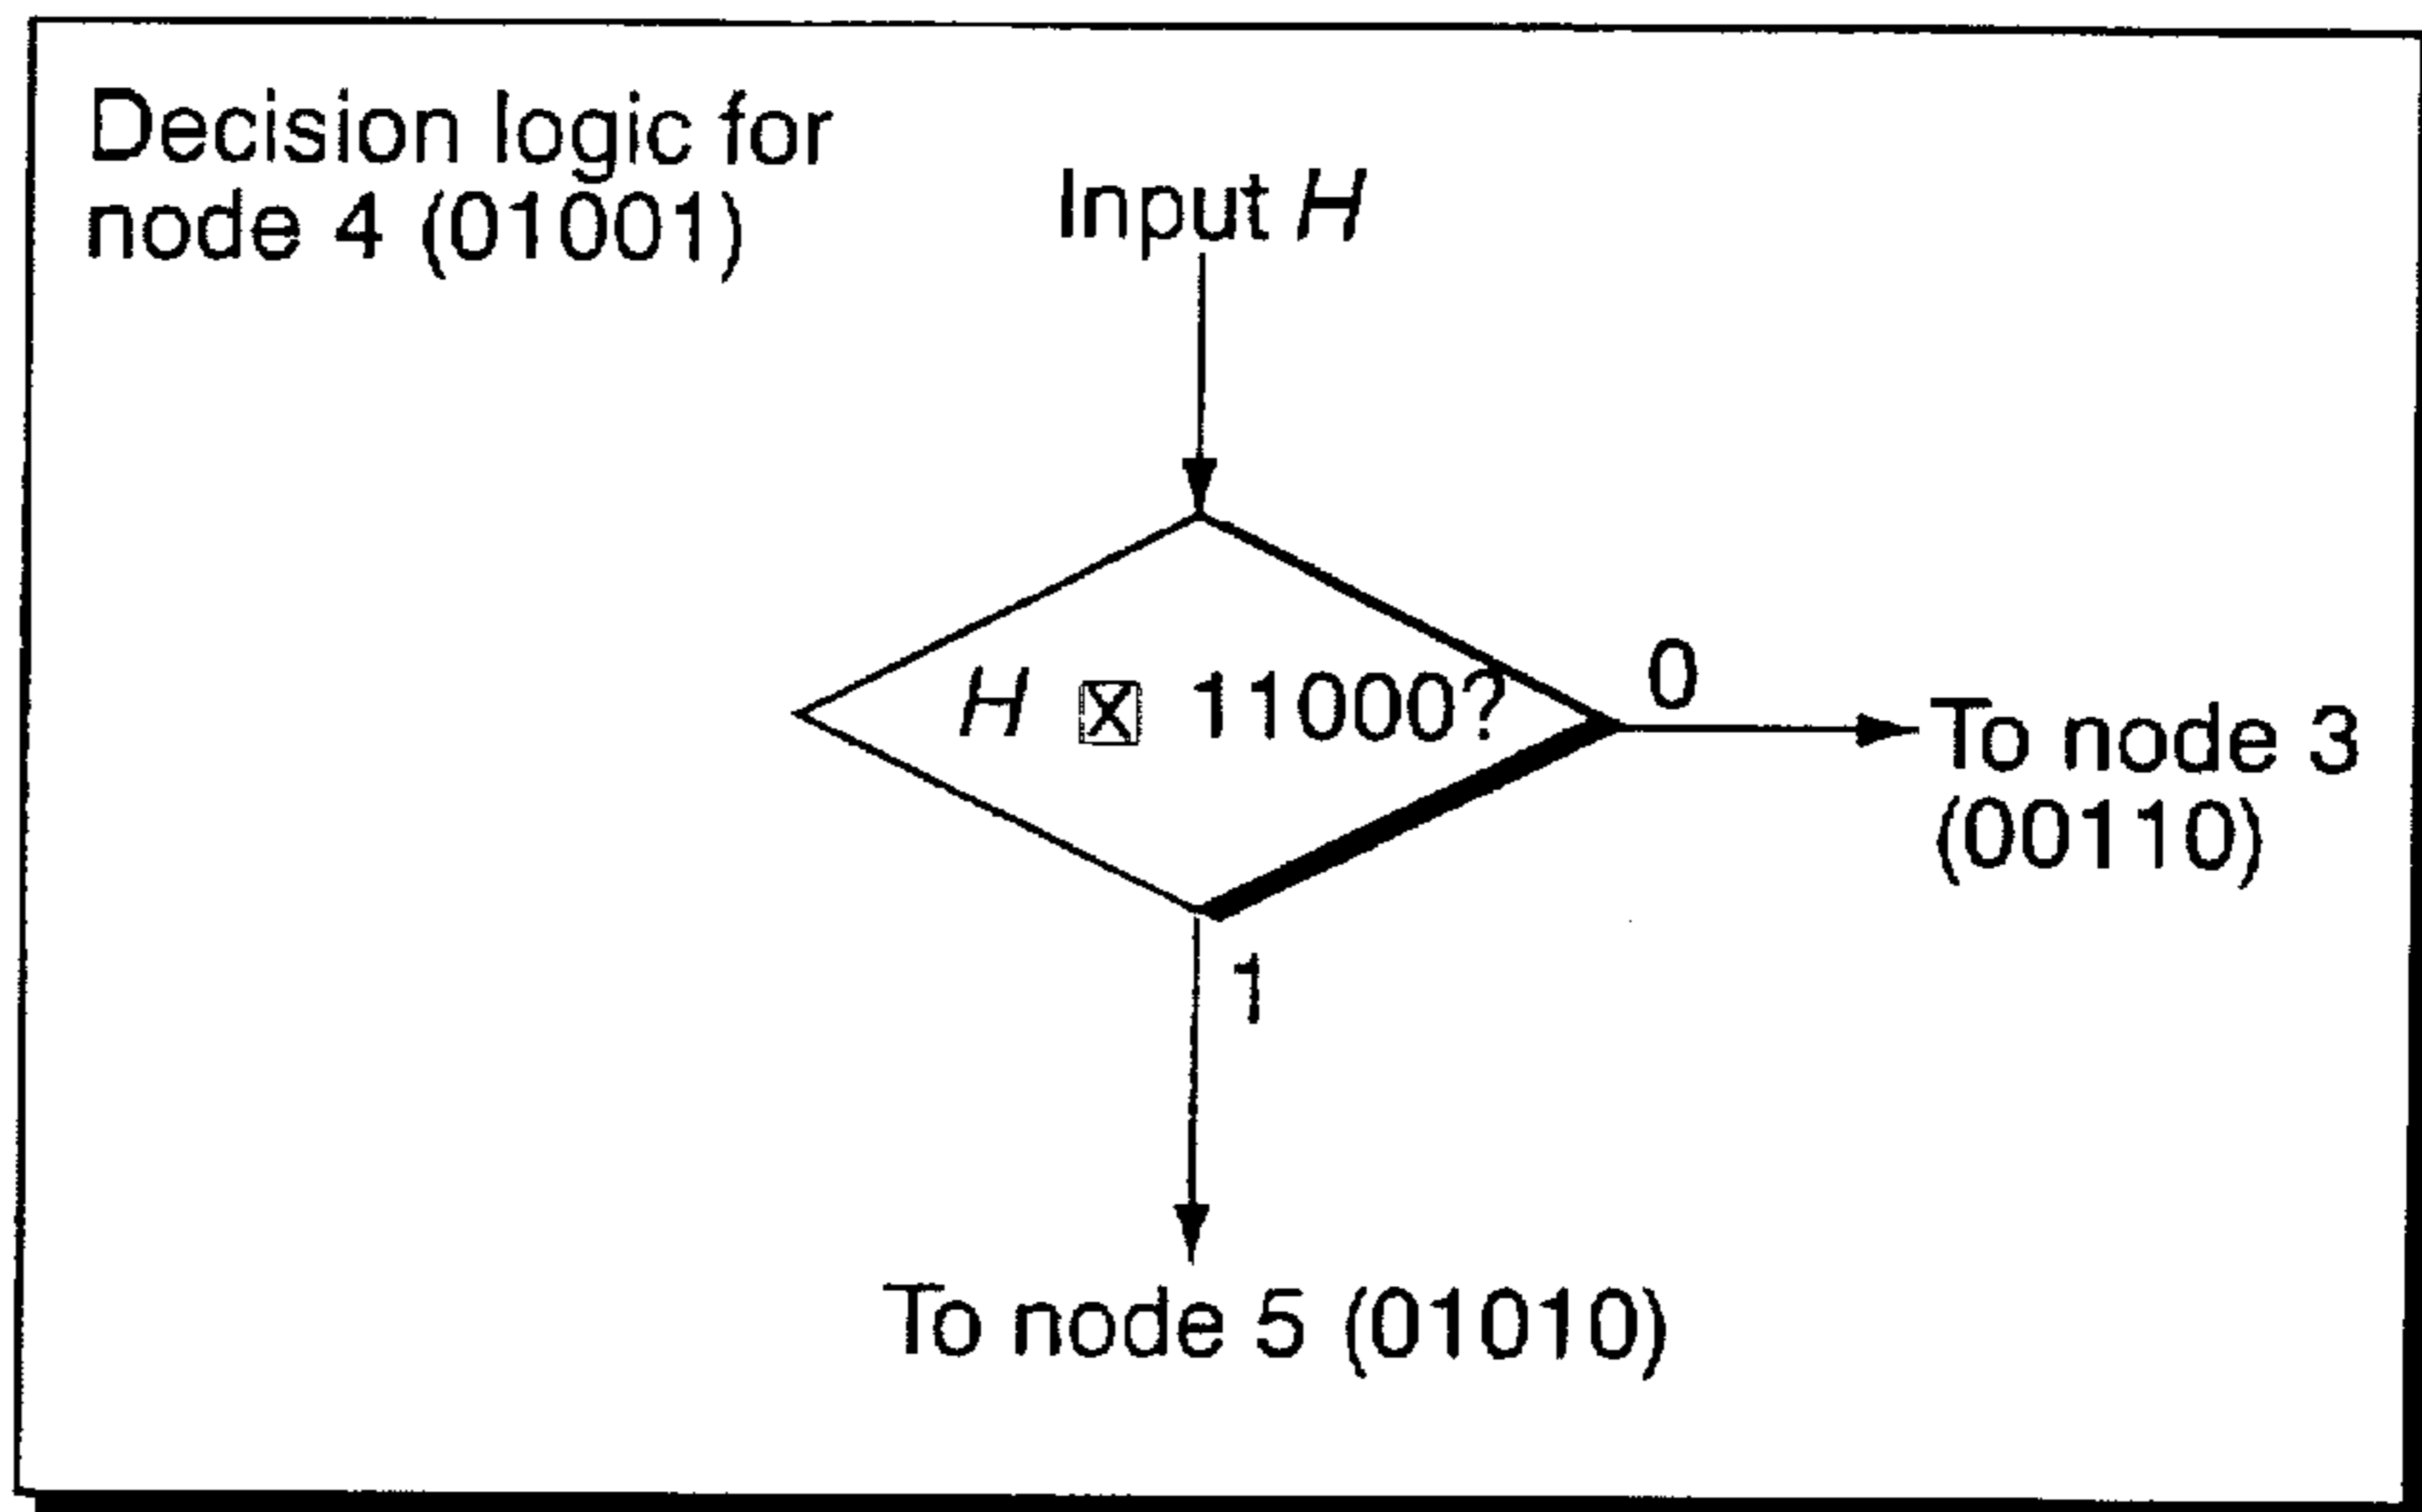 Decision logic for
node 4 (01001)
Input H
H ☒ 11000?
0
To node 3
(00110)
1
To node 5 (01010)